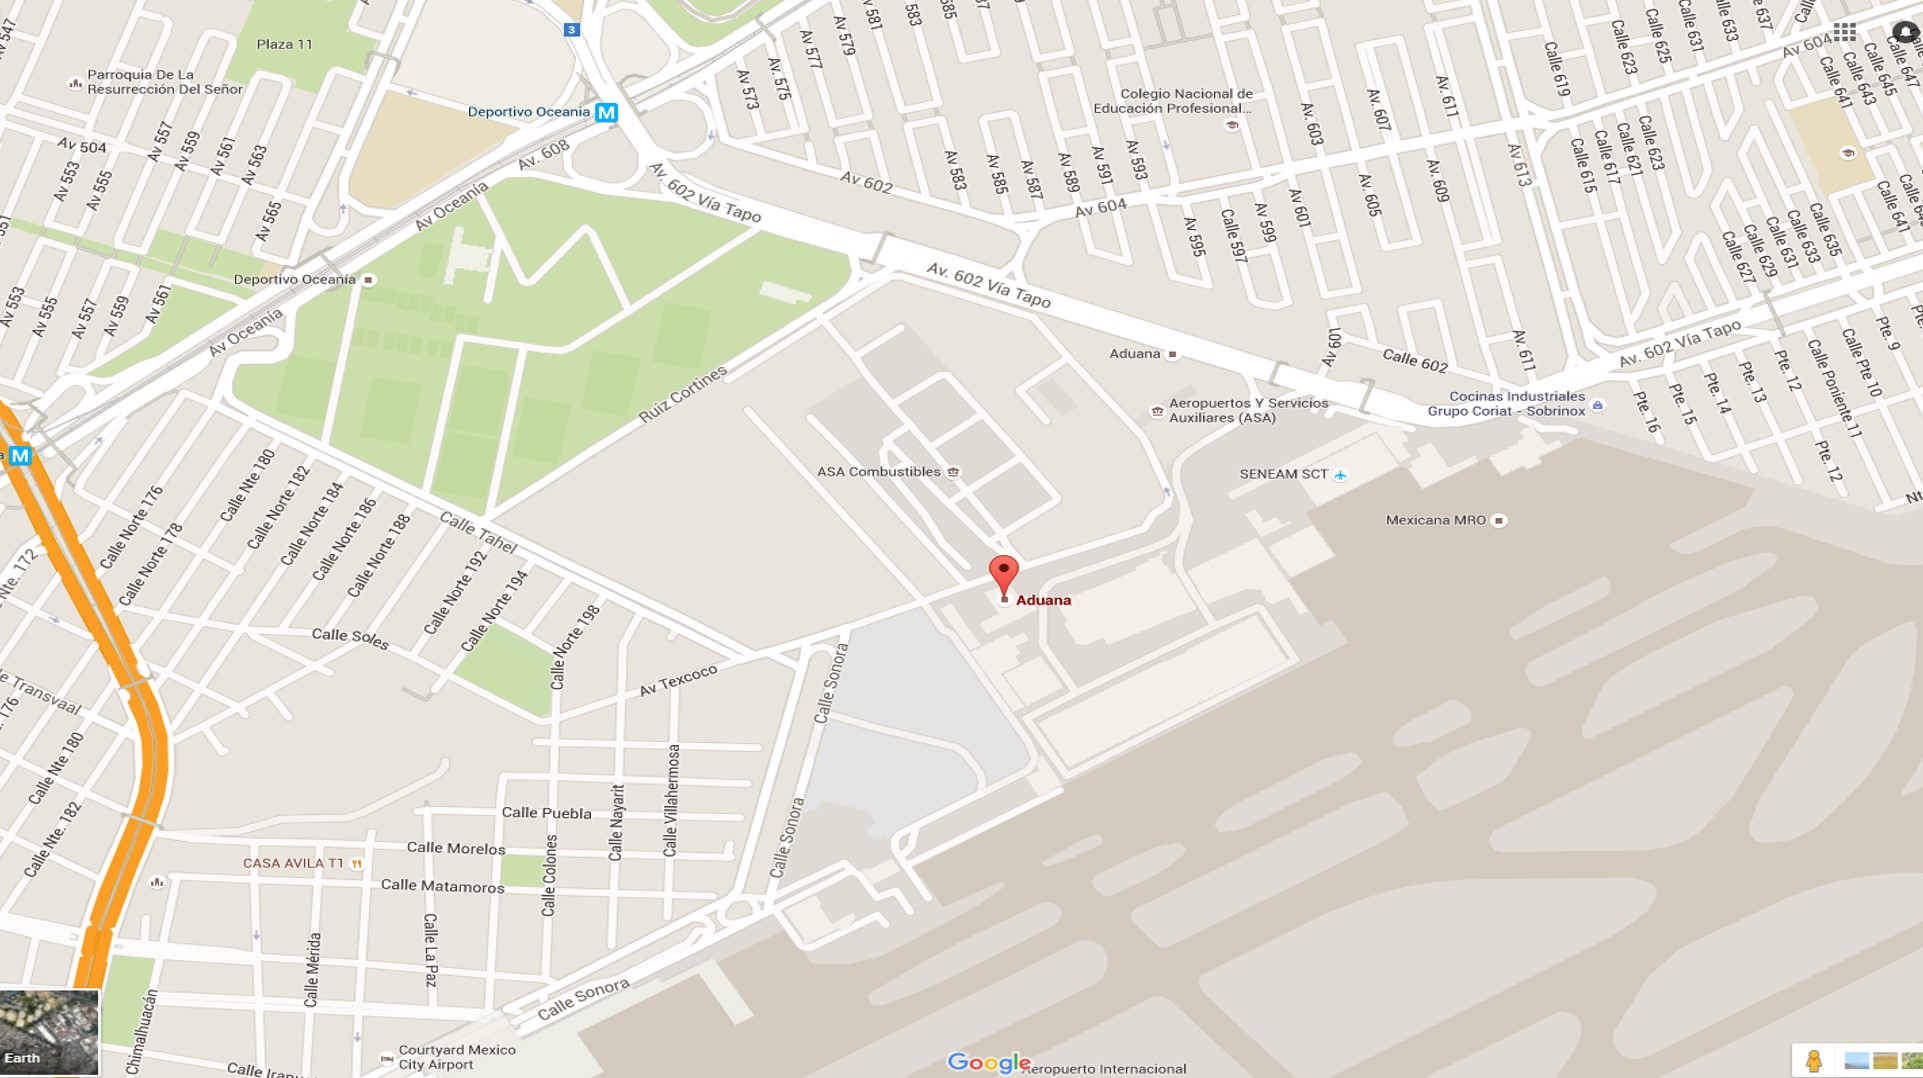 Plaza 11
3
Parroquia De La
Resurrección Del Señor
Deportivo Oceania M
Av. 608
Av 504
Av 553
Av 555
Av 557
Av 559
Av 561
Av 563
Av 565
Av 547
Av Oceanía
Deportivo Oceanía
Av Oceanía
Av 553
Av 555
Av 557
Av 559
Av 561
Av 573
Av. 575
Av 577
Av 579
583
585
Colegio Nacional de
Educación Profesional...
Av. 602 Vía Tapo
Av 602
Av 604
Av 583
Av 585
Av 587
Av 589
Av 591
Av 593
Av 595
Calle 597
Av 599
Av 601
Av. 603
Av. 605
Av. 607
Av. 609
Av. 611
Av 613
Calle 615
Calle 617
Calle 619
Calle 621
Calle 623
Calle 623
Calle 625
Calle 631
Av 604
Calle 641
Calle 643
Calle 645
Calle 627
Calle 629
Calle 631
Calle 633
Calle 635
Calle 641
Av. 602 Vía Tapo
Av. 601
Calle 602
Av. 611
Av. 602 Vía Tapo
Pte. 16
Pte. 15
Pte. 14
Pte. 13
Pte. 12
Calle Poniente 11
Calle Pte 10
Pte. 9
Pte. 12
Aduana
Aeropuertos Y Servicios
Auxiliares (ASA)
Cocinas Industriales
Grupo Coriat - Sobrinox
Ruiz Cortines
ASA Combustibles
SENEAM SCT
Mexicana MRO
M
Calle Norte 176
Calle Norte 178
Calle Nte 180
Calle Norte 182
Calle Norte 184
Calle Norte 186
Calle Norte 188
Calle Tahel
Calle Norte 192
Calle Norte 194
Calle Norte 198
Nte. 172
Aduana
Calle Soles
Av Texcoco
Calle Sonora
Transvaal
Calle Nte 180
Calle Nte. 182
Calle Puebla
Calle Nayarit
Calle Villahermosa
Calle Sonora
Calle Morelos
CASA AVILA T1
Calle Matamoros
Calle Colones
Calle La Paz
Calle Mérida
Calle Sonora
Chimalhuacán
Earth
Courtyard Mexico
City Airport
Google
Aeropuerto Internacional